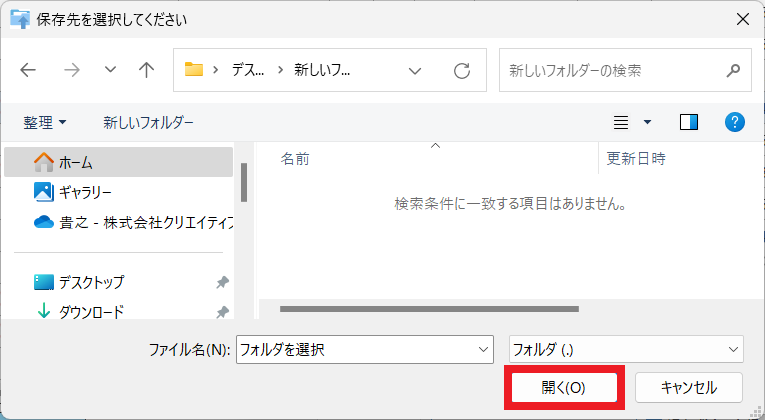 保存先を選択してください
デス... 新しいフ... 新しいフォルダーの検索
整理 新しいフォルダー
ホーム
ギャラリー
貴之 - 株式会社クリエイティブ
デスクトップ
ダウンロード
名前 更新日時
検索条件に一致する項目はありません。
ファイル名(N): フォルダを選択 フォルダ (.)
開く(O) キャンセル